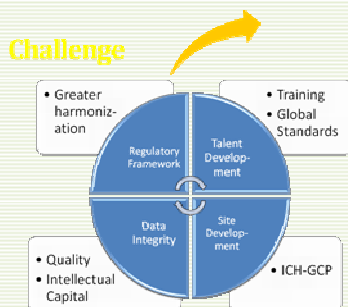 Challenge
• Greater
harmoniz-
ation
• Training
• Global
Standards
Regulatory
Framework
Talent
Develop-
ment
Data
Integrity
Site
Develop-
ment
• Quality
• Intellectual
Capital
• ICH-GCP